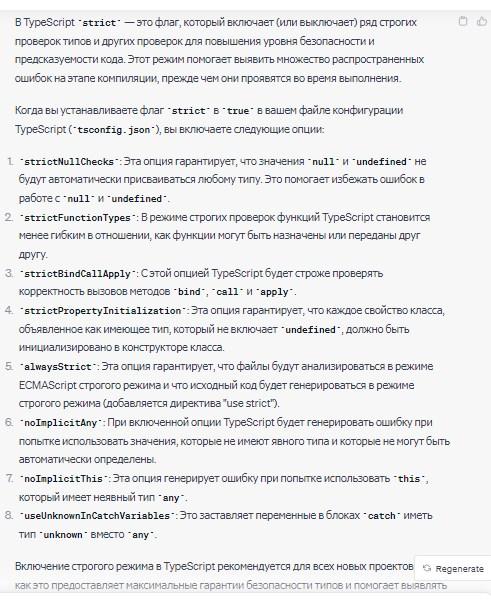 В TypeScript `strict` — это флаг, который включает (или выключает) ряд строгих
проверок типов и других проверок для повышения уровня безопасности и
предсказуемости кода. Этот режим помогает выявить множество распространенных
ошибок на этапе компиляции, прежде чем они проявятся во время выполнения.
Когда вы устанавливаете флаг `strict` в `true` в вашем файле конфигурации
TypeScript (`tsconfig.json`), вы включаете следующие опции:
1. `strictNullChecks`: Эта опция гарантирует, что значения `null` и `undefined` не
будут автоматически присваиваться любому типу. Это помогает избежать ошибок в
работе с `null` и `undefined`.
2. `strictFunctionTypes`: В режиме строгих проверок функций TypeScript становится
менее гибким в отношении, как функции могут быть назначены или переданы друг
другу.
3. `strictBindCallApply`: С этой опцией TypeScript будет строже проверять
корректность вызовов методов `bind`, `call` и `apply`.
4. `strictPropertyInitialization`: Эта опция гарантирует, что каждое свойство класса,
объявленное как имеющее тип, который не включает `undefined`, должно быть
инициализировано в конструкторе класса.
5. `alwaysStrict`: Эта опция гарантирует, что файлы будут анализироваться в режиме
ECMAScript строгого режима и что исходный код будет генерироваться в режиме
строгого режима (добавляется директива "use strict").
6. `noImplicitAny`: При включенной опции TypeScript будет генерировать ошибку при
попытке использовать значения, которые не имеют явного типа и которые не могут быть
автоматически определены.
7. `noImplicitThis`: Эта опция генерирует ошибку при попытке использовать `this`,
который имеет неявный тип `any`.
8. `useUnknownInCatchVariables`: Это заставляет переменные в блоках `catch` иметь
тип `unknown` вместо `any`.
Включение строгого режима в TypeScript рекомендуется для всех новых проектов
Regenerate
как это предоставляет максимальные гарантии безопасности типов и помогает выявлять